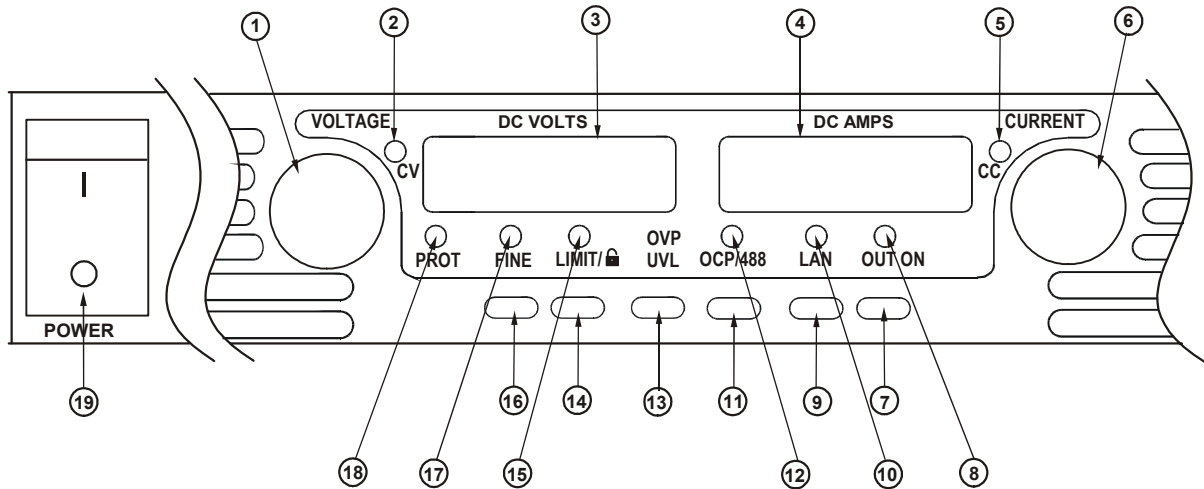 1 2 3 4 5 6
VOLTAGE DC VOLTS DC AMPS CURRENT
CV CC
I
OVP
PROT FINE LIMIT/ UVL OCP/488 LAN OUT ON
POWER
19 16 14 13 11 9 7
18 17 15 12 10 8